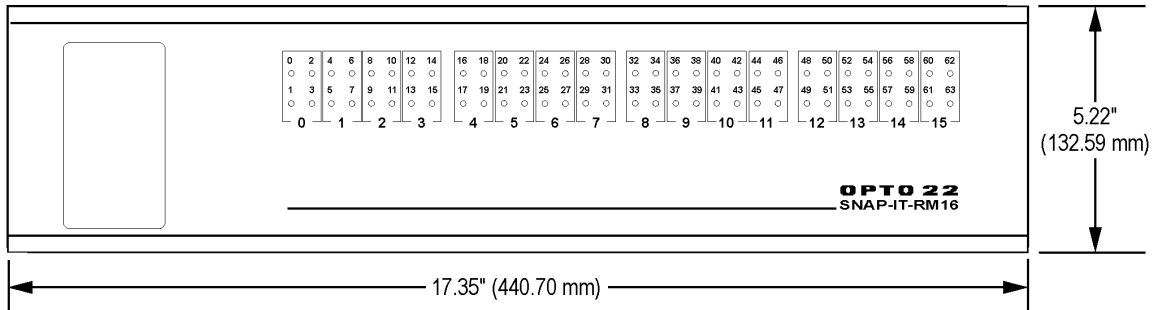 0 2 4 6 8 10 12 14 16 18 20 22 24 26 28 30 32 34 36 38 40 42 44 46 48 50 52 54 56 58 60 62
1 3 5 7 9 11 13 15 17 19 21 23 25 27 29 31 33 35 37 39 41 43 45 47 49 51 53 55 57 59 61 63
0 1 2 3 4 5 6 7 8 9 10 11 12 13 14 15
5.22"
(132.59 mm)
OPTO 22
SNAP-IT-RM16
17.35" (440.70 mm)